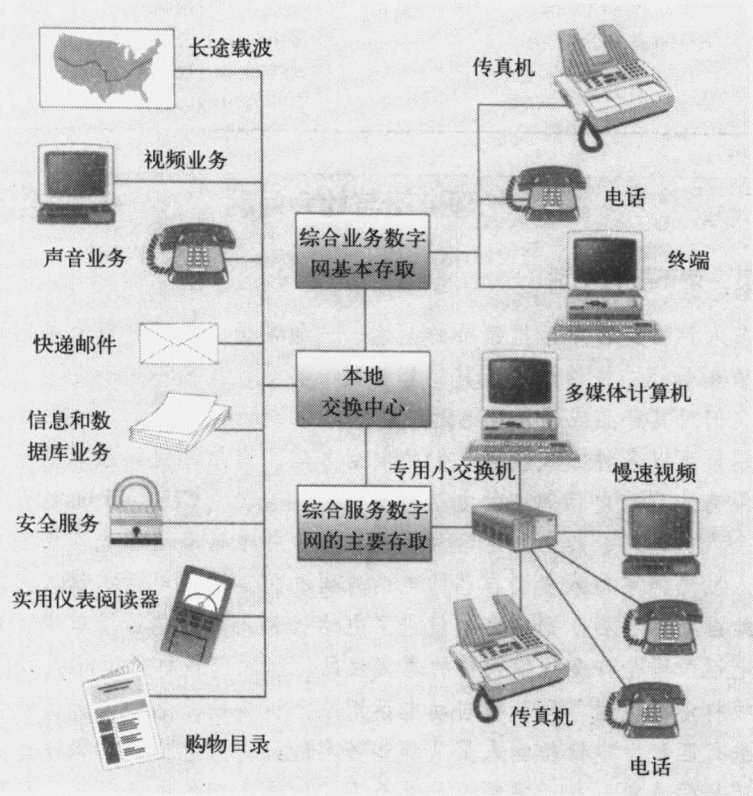 长途载波
视频业务
声音业务
快递邮件
信息和数
据库业务
安全服务
实用仪表阅读器
购物目录
综合业务数字
网基本存取
本地
交换中心
综合服务数字
网的主要存取
传真机
电话
终端
多媒体计算机
专用小交换机
慢速视频
传真机
电话